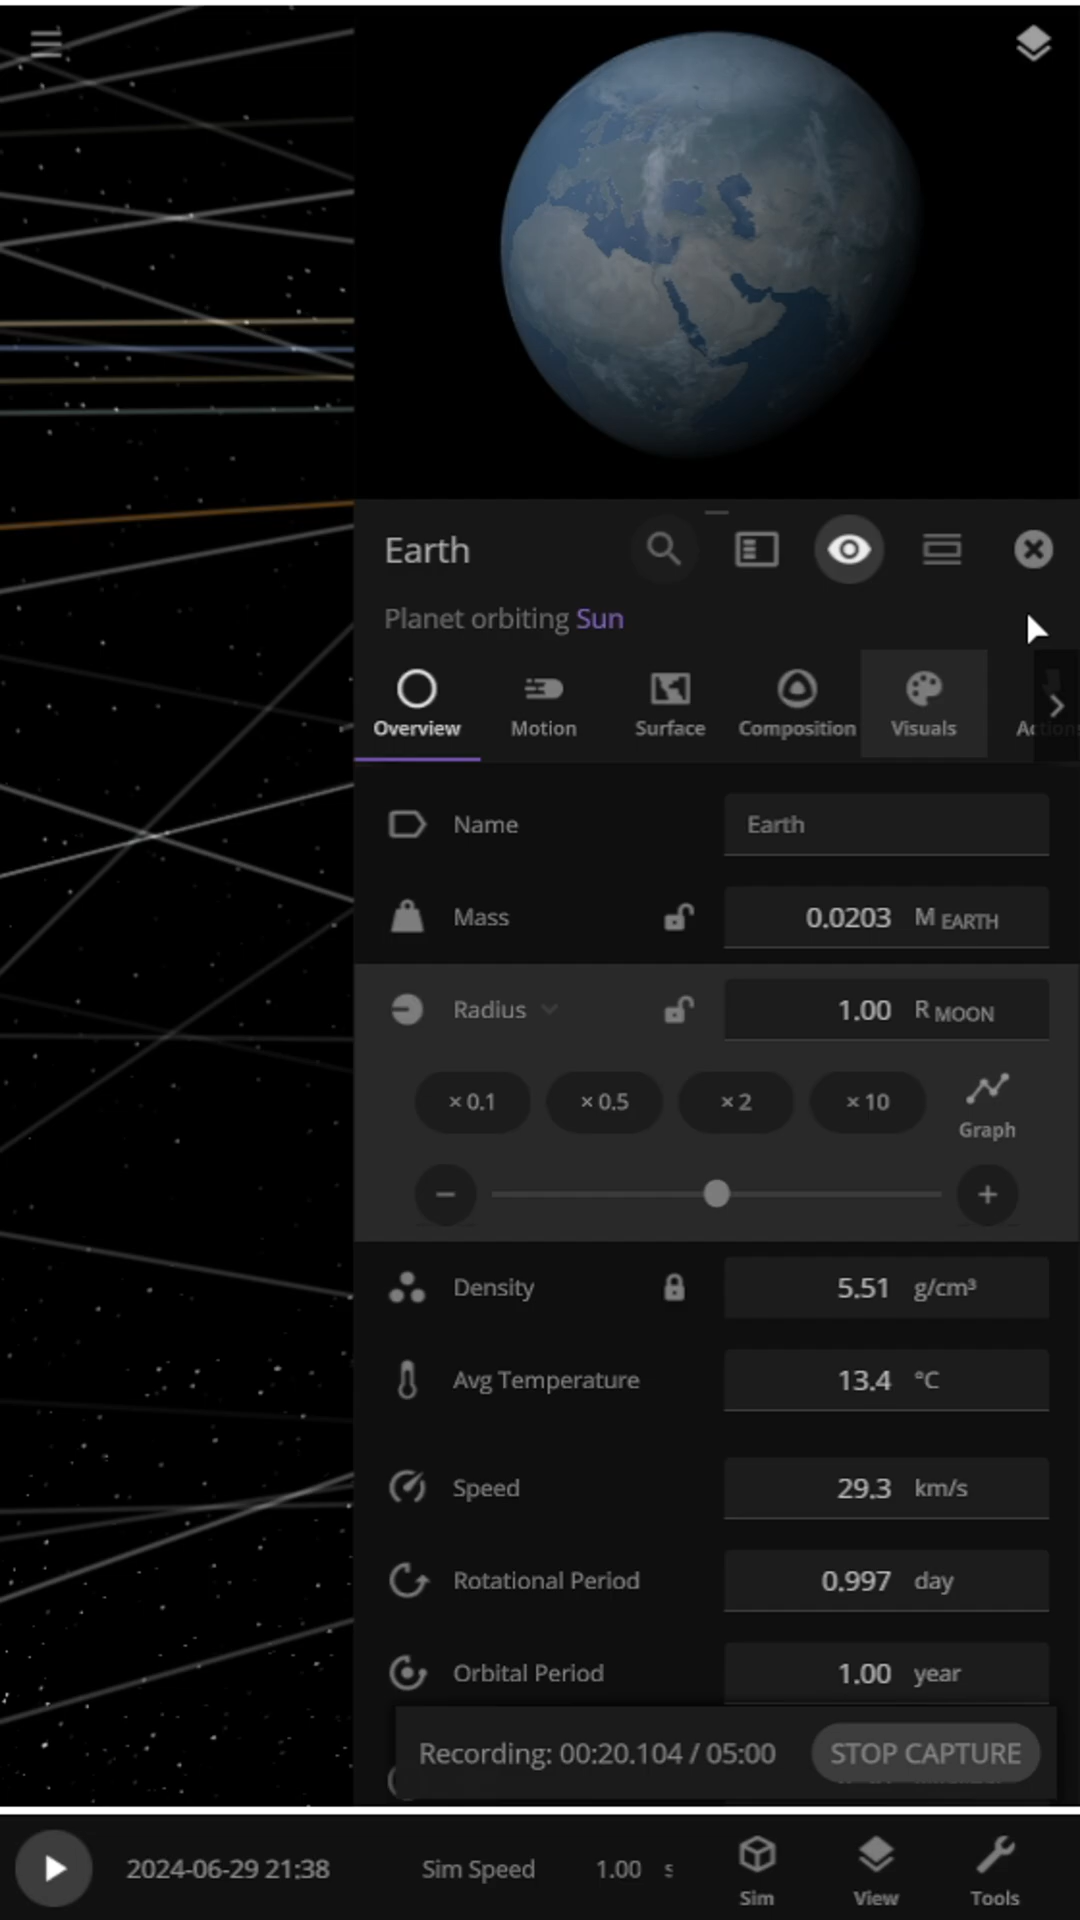 Earth
Planet orbiting Sun
Overview Motion Surface Composition Visuals Actions
Name Earth
Mass 0.0203 M EARTH
Radius 1.00 R MOON
× 0.1 × 0.5 × 2 × 10 Graph
Density 5.51 g/cm³
Avg Temperature 13.4 °C
Speed 29.3 km/s
Rotational Period 0.997 day
Orbital Period 1.00 year
Recording: 00:20.104 / 05:00 STOP CAPTURE
2024-06-29 21:38 Sim Speed 1.00 s Sim View Tools